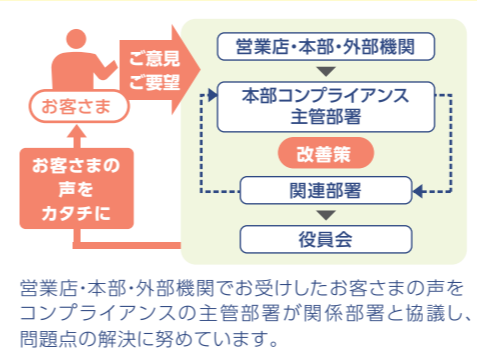 ご意見
ご要望
お客さま
お客さまの
声を
カタチに
営業店・本部・外部機関
本部コンプライアンス
主管部署
改善策
関連部署
役員会
営業店・本部・外部機関でお受けしたお客さまの声を
コンプライアンスの主管部署が関係部署と協議し、
問題点の解決に努めています。